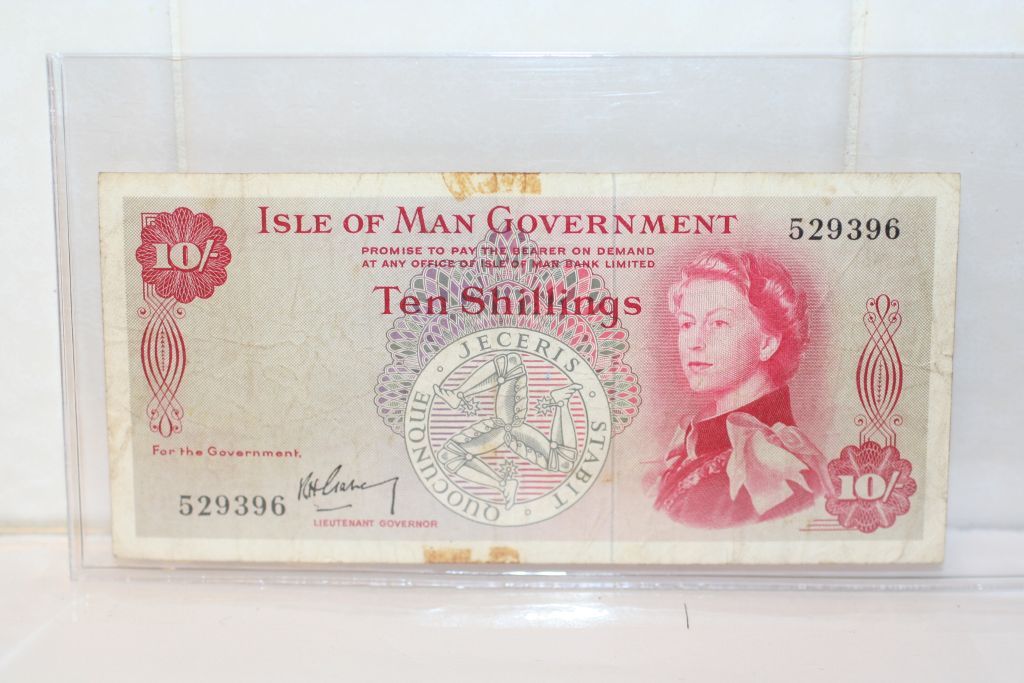 10/-
ISLE OF MAN GOVERNMENT
529396
PROMISE TO PAY THE BEARER ON DEMAND
AT ANY OFFICE OF ISLE OF MAN BANK LIMITED
Ten Shillings
QUOCUNQUE · JECERIS · STABIT
For the Government.
529396
LIEUTENANT GOVERNOR
10/-